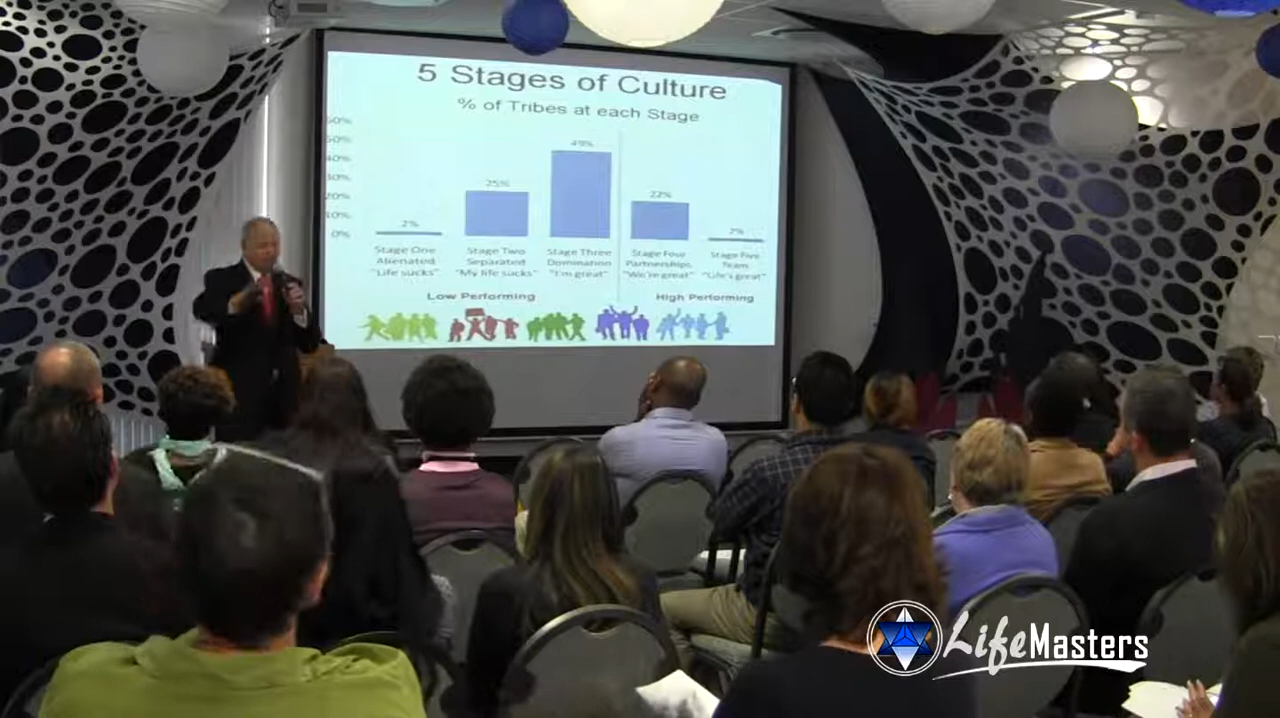 5 Stages of Culture
% of Tribes at each Stage
60%
50%
40%
30%
20%
10%
0%
2%
25%
49%
22%
2%
Stage One
Alienated
"Life sucks"
Stage Two
Separated
"My life sucks"
Stage Three
Domination
"I'm great"
Stage Four
Partnerships,
"We're great"
Stage Five
Team
"Life's great"
Low Performing
High Performing
LifeMasters